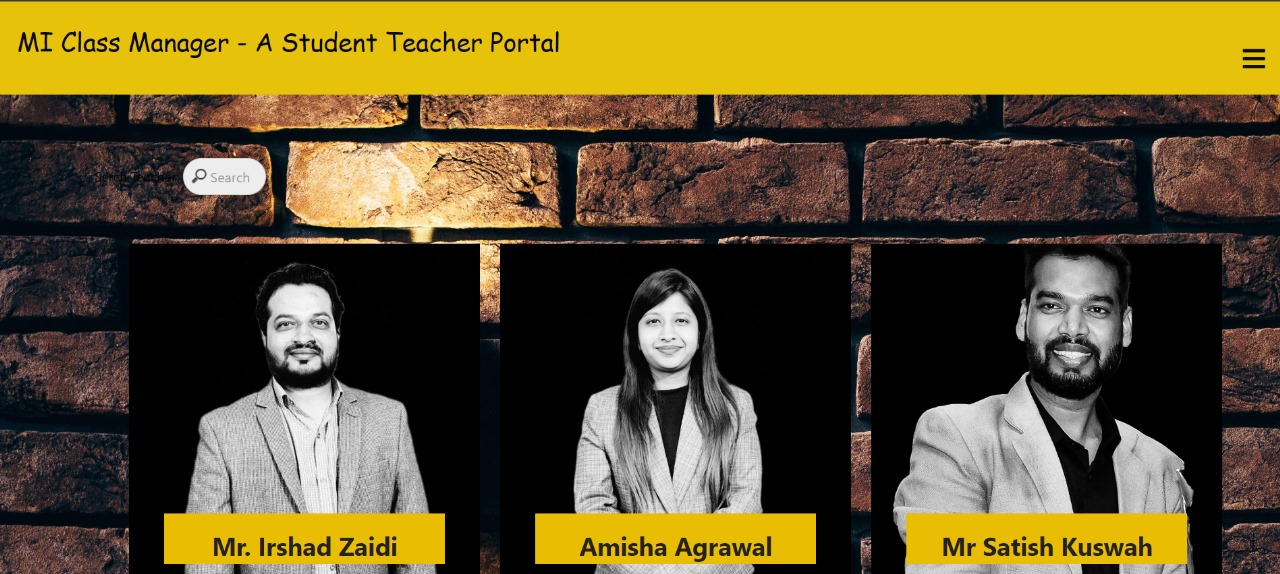 MI Class Manager - A Student Teacher Portal
Search
Mr. Irshad Zaidi
Amisha Agrawal
Mr Satish Kuswah